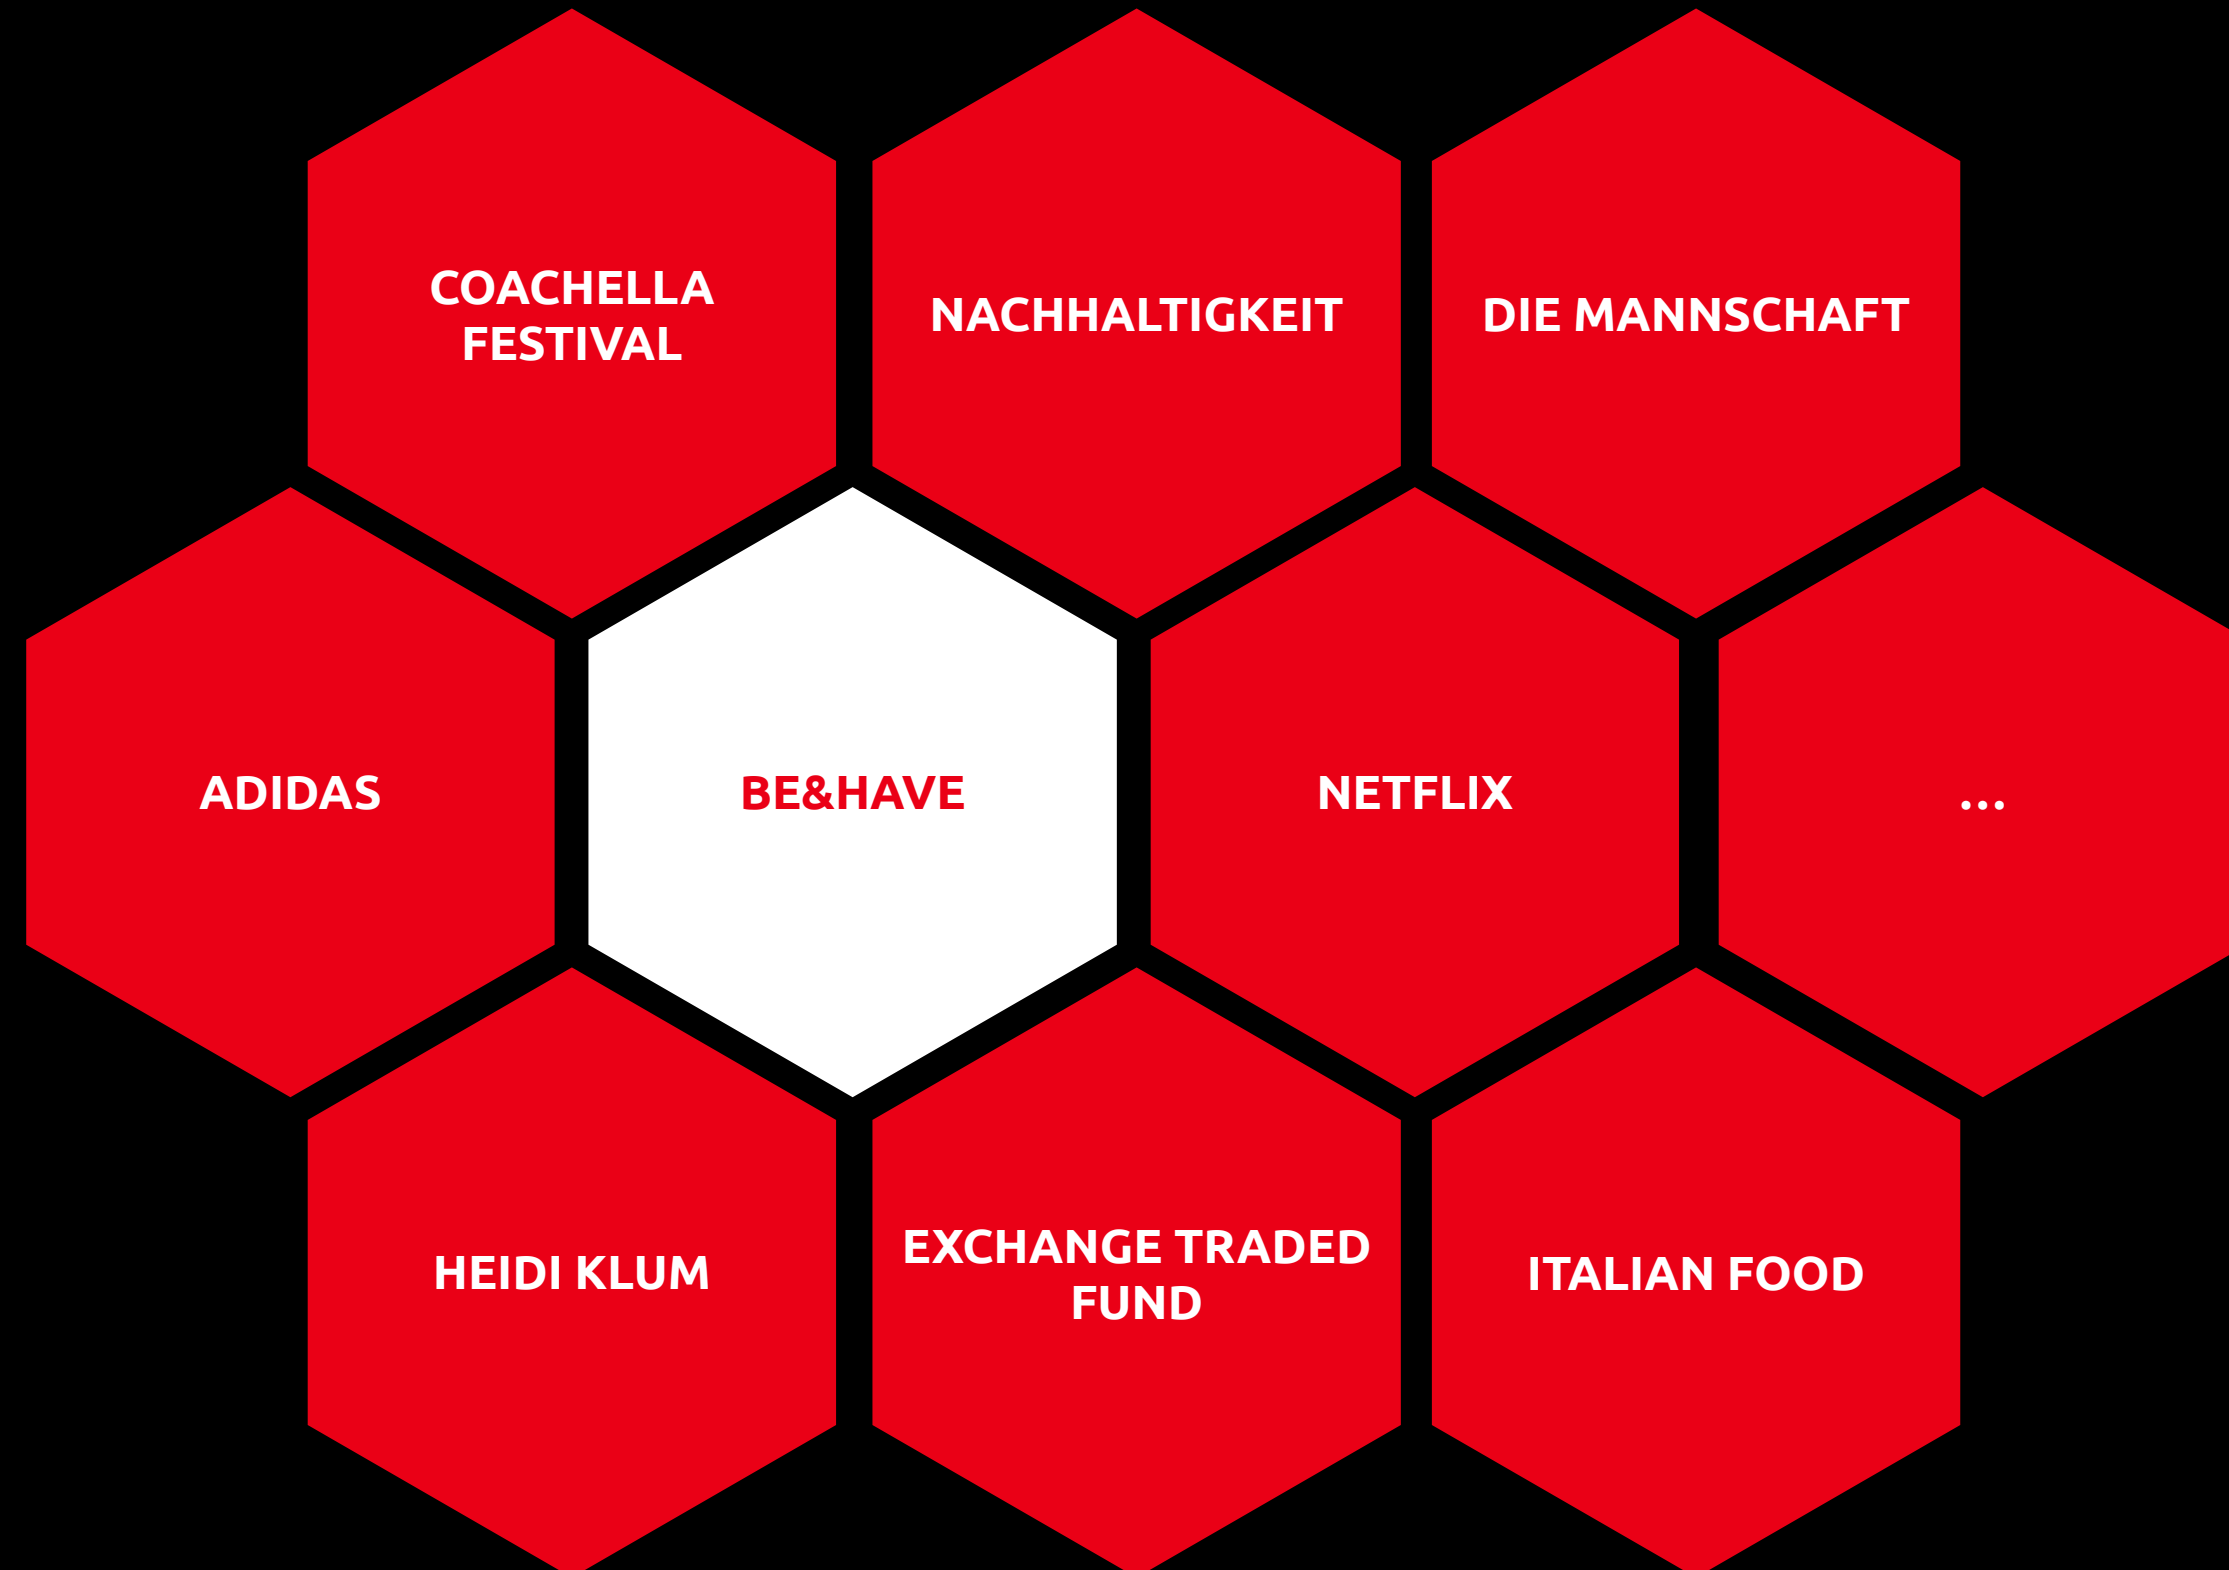 COACHELLA
FESTIVAL
NACHHALTIGKEIT
DIE MANNSCHAFT
ADIDAS
BE&HAVE
NETFLIX
...
HEIDI KLUM
EXCHANGE TRADED
FUND
ITALIAN FOOD